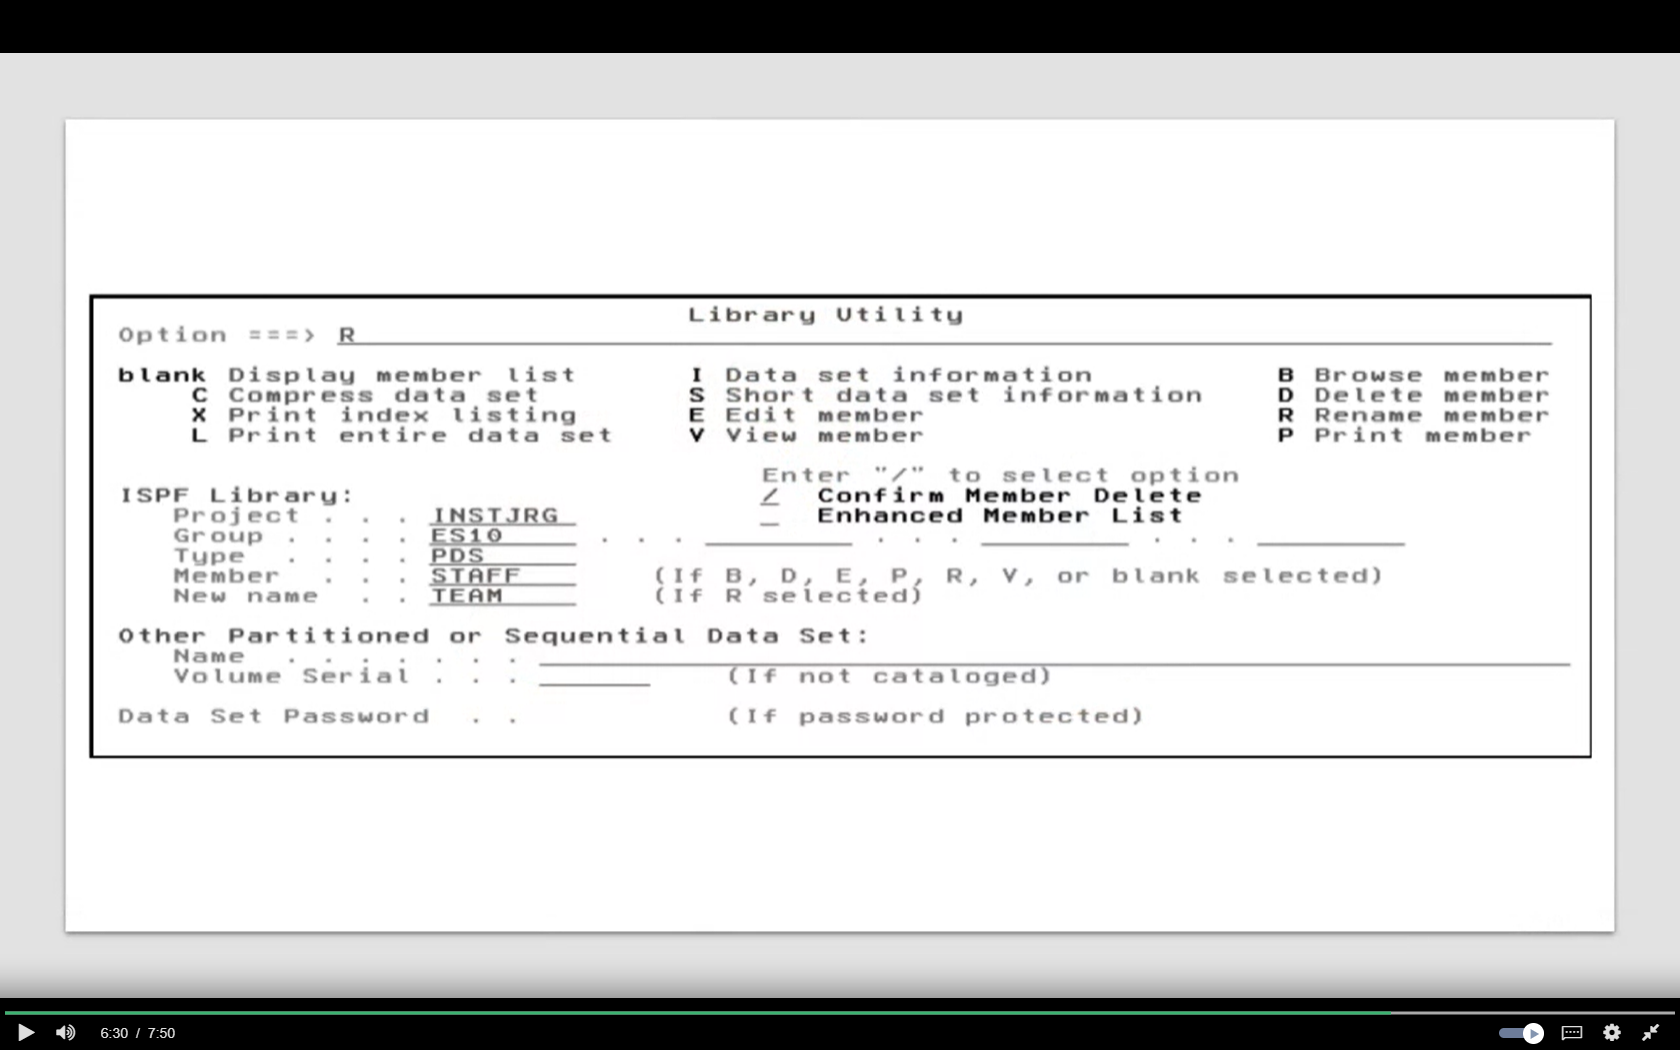 Library Utility
Option ===> R
blank Display member list I Data set information B Browse member
C Compress data set S Short data set information D Delete member
X Print index listing E Edit member R Rename member
L Print entire data set V View member P Print member
Enter "/" to select option
ISPF Library: / Confirm Member Delete
Project . . . INSTJRG _ Enhanced Member List
Group . . . . ES10 . . . . . . . . .
Type . . . . PDS
Member . . . STAFF (If B, D, E, P, R, V, or blank selected)
New name . . TEAM (If R selected)
Other Partitioned or Sequential Data Set:
Name . . . . . . .
Volume Serial . . . (If not cataloged)
Data Set Password . . (If password protected)
6:30 / 7:50